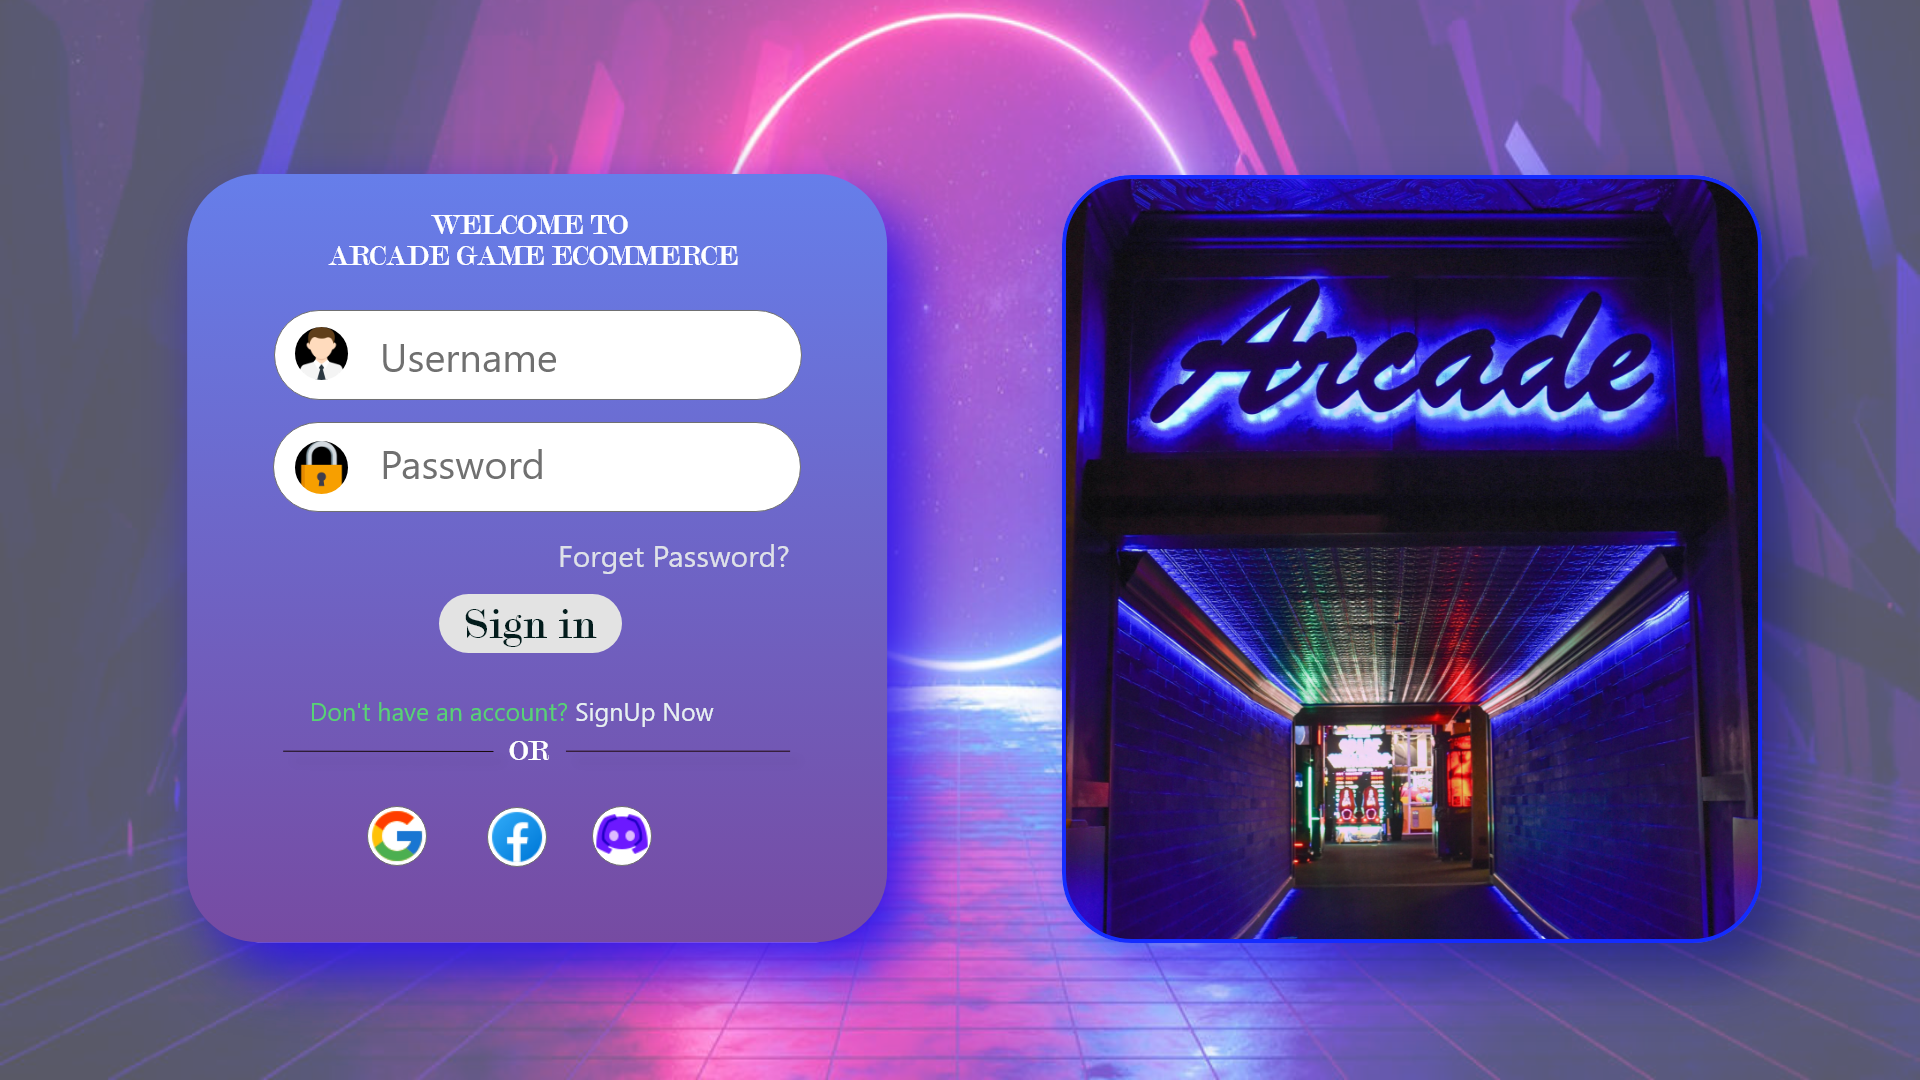 WELCOME TO
ARCADE GAME ECOMMERCE
Username
Password
Forget Password?
Sign in
Don't have an account? SignUp Now
OR
Arcade